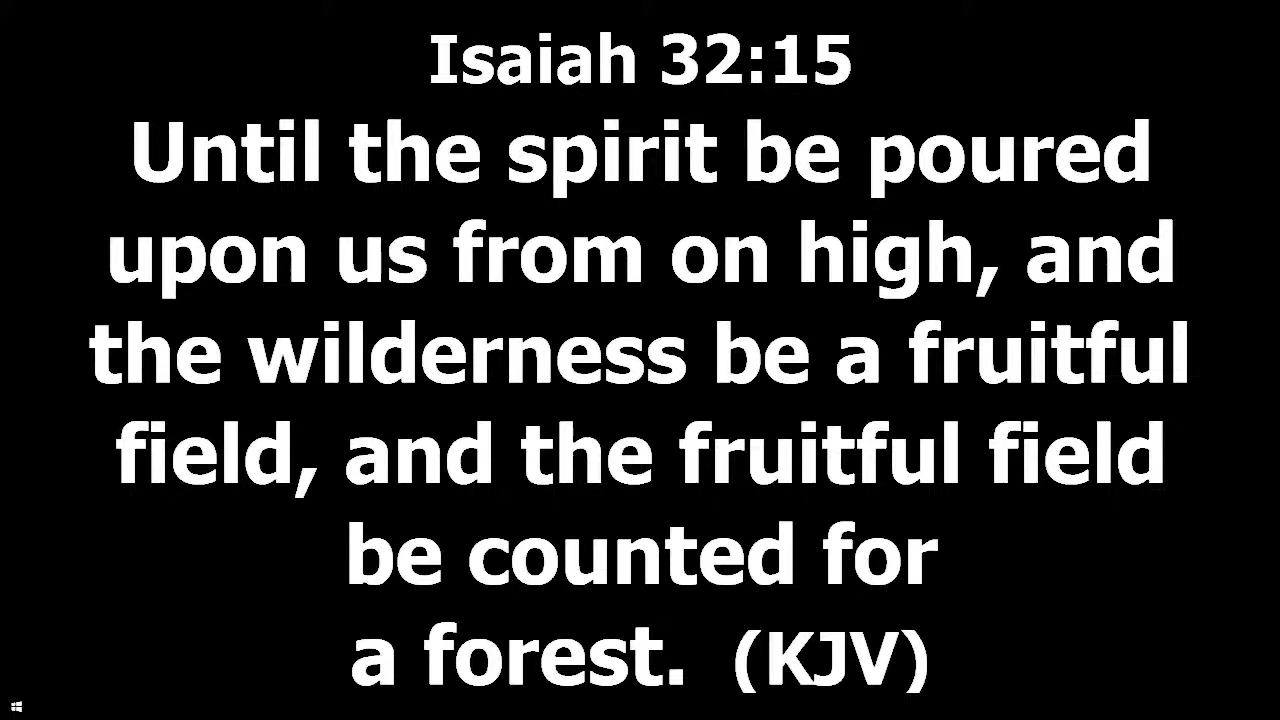 Isaiah 32:15
Until the spirit be poured
upon us from on high, and
the wilderness be a fruitful
field, and the fruitful field
be counted for
a forest. (KJV)